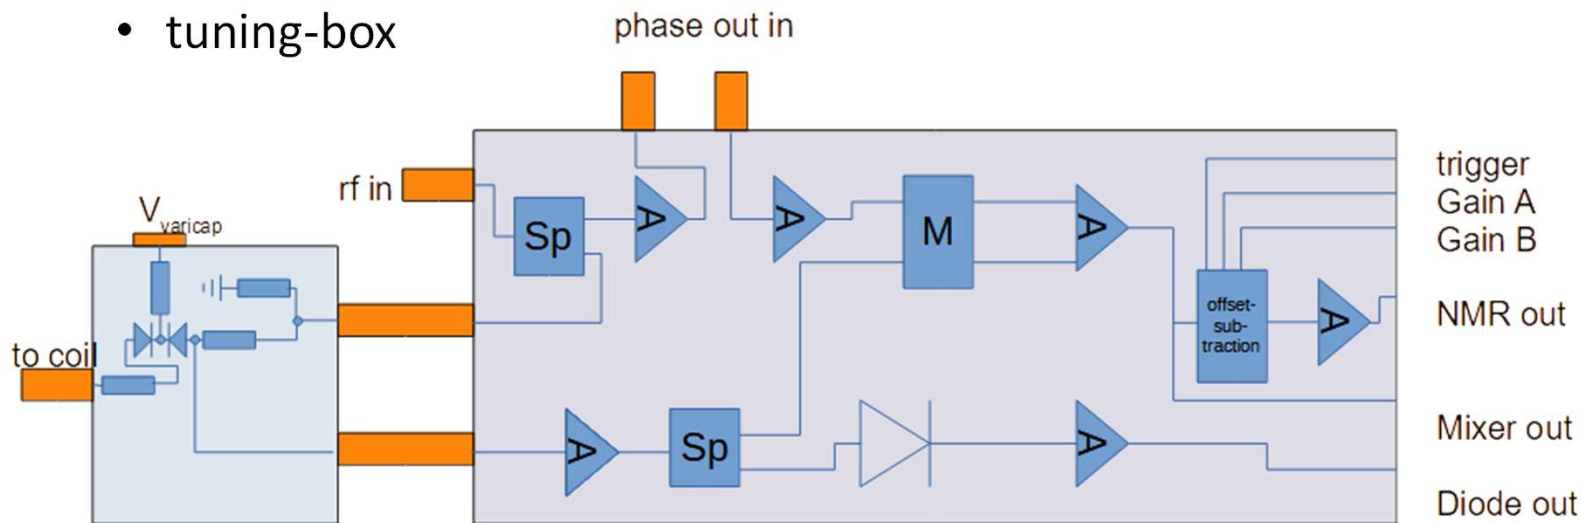 • tuning-box
phase out in
rf in
V varicap
to coil
Sp
A
A
M
A
offset-
sub-
traction
A
A
Sp
A
trigger
Gain A
Gain B
NMR out
Mixer out
Diode out